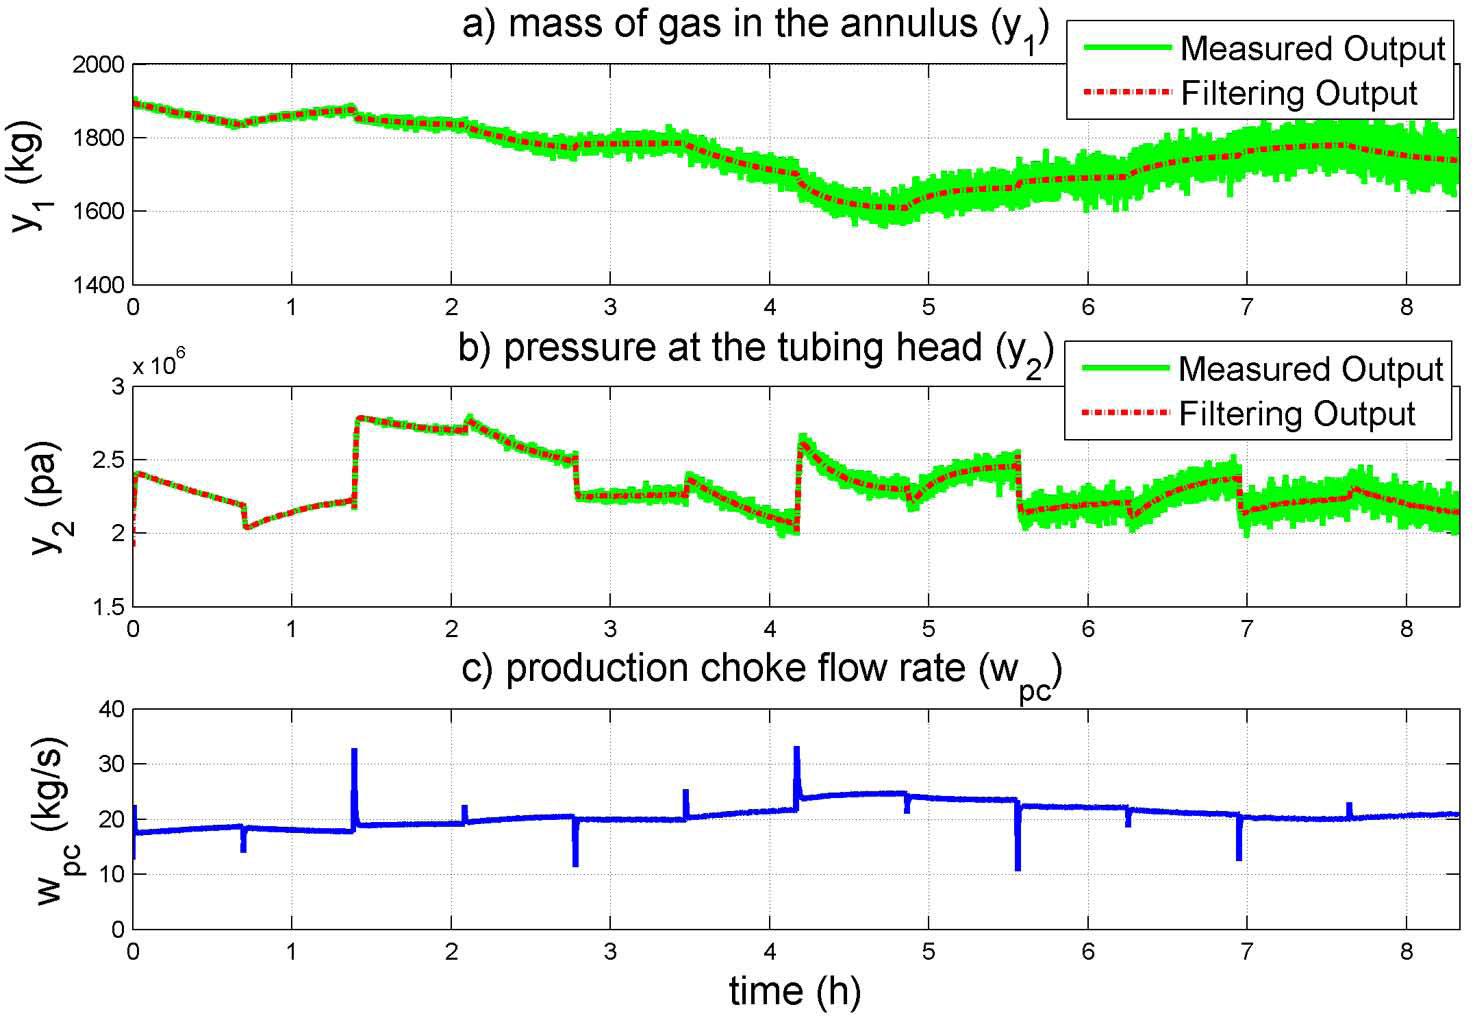 a) mass of gas in the annulus (y1)
Measured Output
Filtering Output
y1 (kg)
2000
1800
1600
1400
0 1 2 3 4 5 6 7 8
b) pressure at the tubing head (y2)
x 10^6
Measured Output
Filtering Output
y2 (pa)
3
2.5
2
1.5
0 1 2 3 4 5 6 7 8
c) production choke flow rate (wpc)
wpc (kg/s)
40
30
20
10
0
0 1 2 3 4 5 6 7 8
time (h)